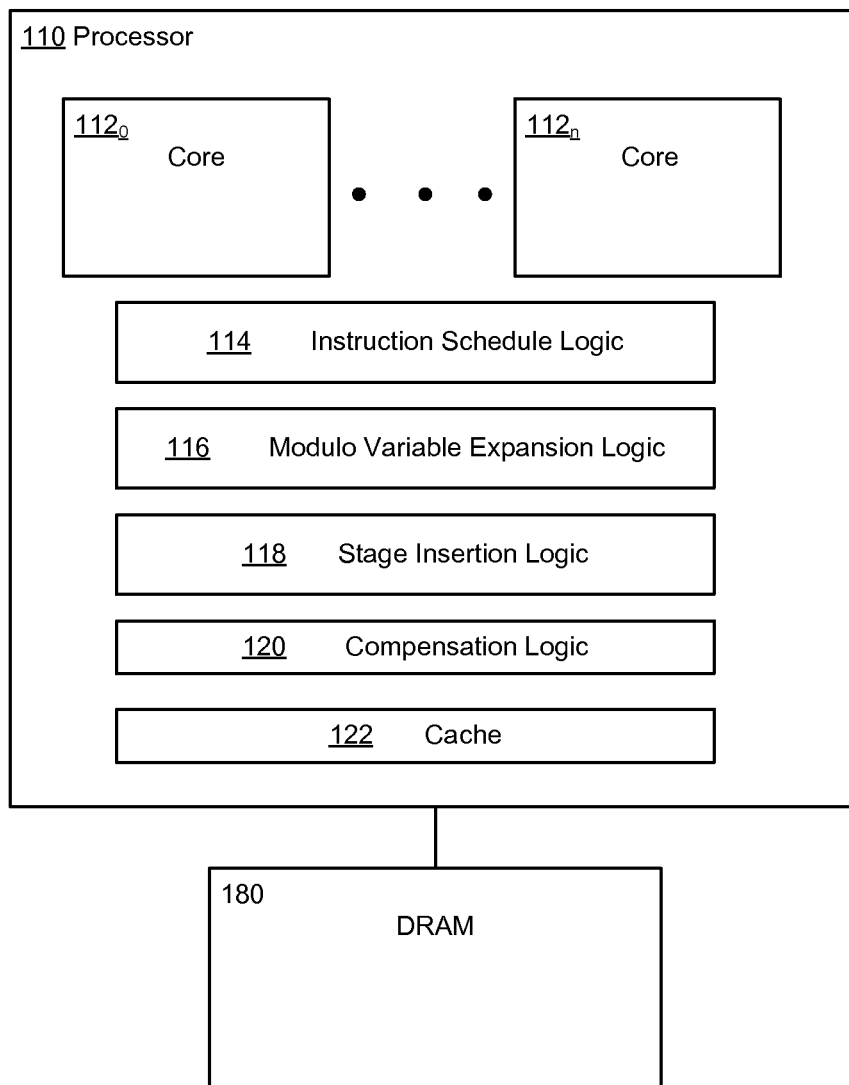 110 Processor
112₀
Core
112ₙ
Core
114 Instruction Schedule Logic
116 Modulo Variable Expansion Logic
118 Stage Insertion Logic
120 Compensation Logic
122 Cache
180
DRAM